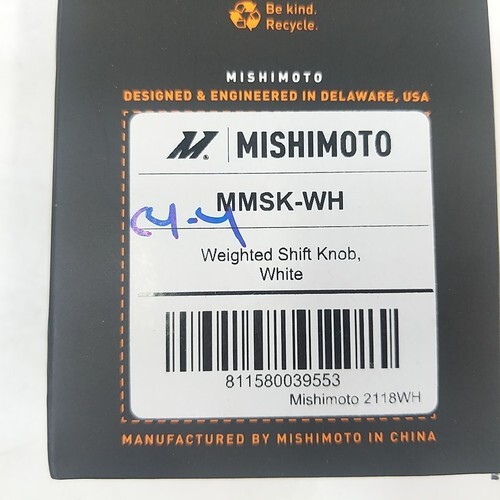 Be kind.
Recycle.
MISHIMOTO
DESIGNED & ENGINEERED IN DELAWARE, USA
MISHIMOTO
MMSK-WH
Weighted Shift Knob,
White
811580039553
Mishimoto 2118WH
MANUFACTURED BY MISHIMOTO IN CHINA